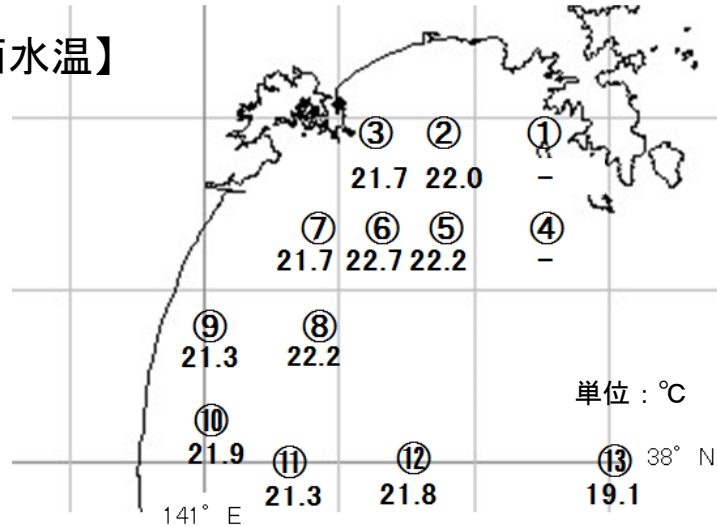 面水温】
③ ② ①
21.7 22.0 -
⑦ ⑥ ⑤ ④
21.7 22.7 22.2 -
⑨ ⑧
21.3 22.2
単位：℃
⑩
21.9
⑪ ⑫ ⑬ 38° N
21.3 21.8 19.1
141° E